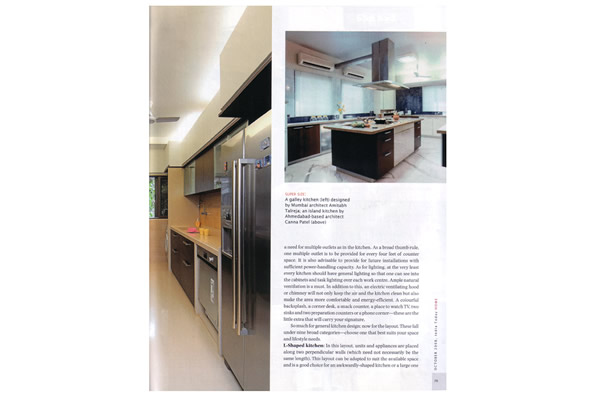 SUPER SIZE:
A galley kitchen (left) designed
by Mumbai architect Amitabh
Talreja; an island kitchen by
Ahmedabad-based architect
Canna Patel (above)
a need for multiple outlets as in the kitchen. As a broad thumb-rule,
one multiple outlet is to be provided for every four feet of counter
space. It is also advisable to provide for future installations with
sufficient power-handling capacity. As for lighting, at the very least
every kitchen should have general lighting so that one can see into
the cabinets and task lighting over each work centre. Ample natural
ventilation is a must. In addition to this, an electric ventilating hood
or chimney will not only keep the air and the kitchen clean but also
make the area more comfortable and energy-efficient. A colourful
backsplash, a corner desk, a snack counter, a place to watch TV, two
sinks and two preparation counters or a phone corner—these are the
little extra that will carry your signature.
So much for general kitchen design; now for the layout. These fall
under nine broad categories—choose one that best suits your space
and lifestyle needs.
L-Shaped kitchen: In this layout, units and appliances are placed
along two perpendicular walls (which need not necessarily be the
same length). This layout can be adapted to suit the available space
and is a good choice for an awkwardly-shaped kitchen or a large one